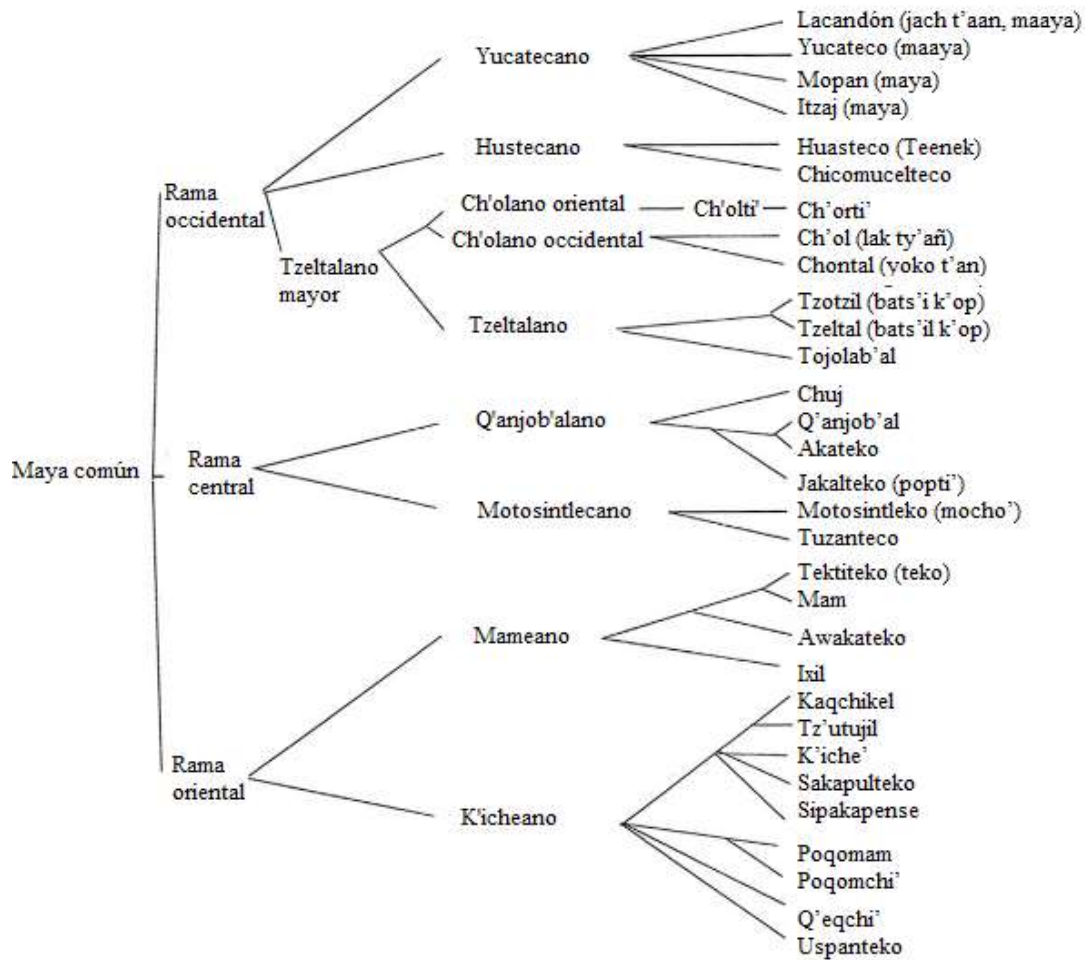 Lacandón (jach t’aan, maaya)
Yucateco (maaya)
Yucatecano
Mopan (maya)
Itzaj (maya)
Hustecano
Huasteco (Teenek)
Chicomucelteco
Rama
occidental
Ch'olano oriental
Ch'olti'
Ch’orti’
Ch'olano occidental
Ch’ol (lak ty’añ)
Tzeltalano
mayor
Chontal (yoko t’an)
Tzotzil (bats’i k’op)
Tzeltalano
Tzeltal (bats’il k’op)
Tojolab’al
Chuj
Q'anjob'alano
Q’anjob’al
Akateko
Maya común
Rama
central
Jakalteko (popti’)
Motosintlecano
Motosintleko (mocho’)
Tuzanteco
Tektiteko (teko)
Mam
Mameano
Awakateko
Ixil
Kaqchikel
Tz’utujil
Rama
oriental
K’iche’
Sakapulteko
Sipakapense
K'icheano
Poqomam
Poqomchi’
Q’eqchi’
Uspanteko